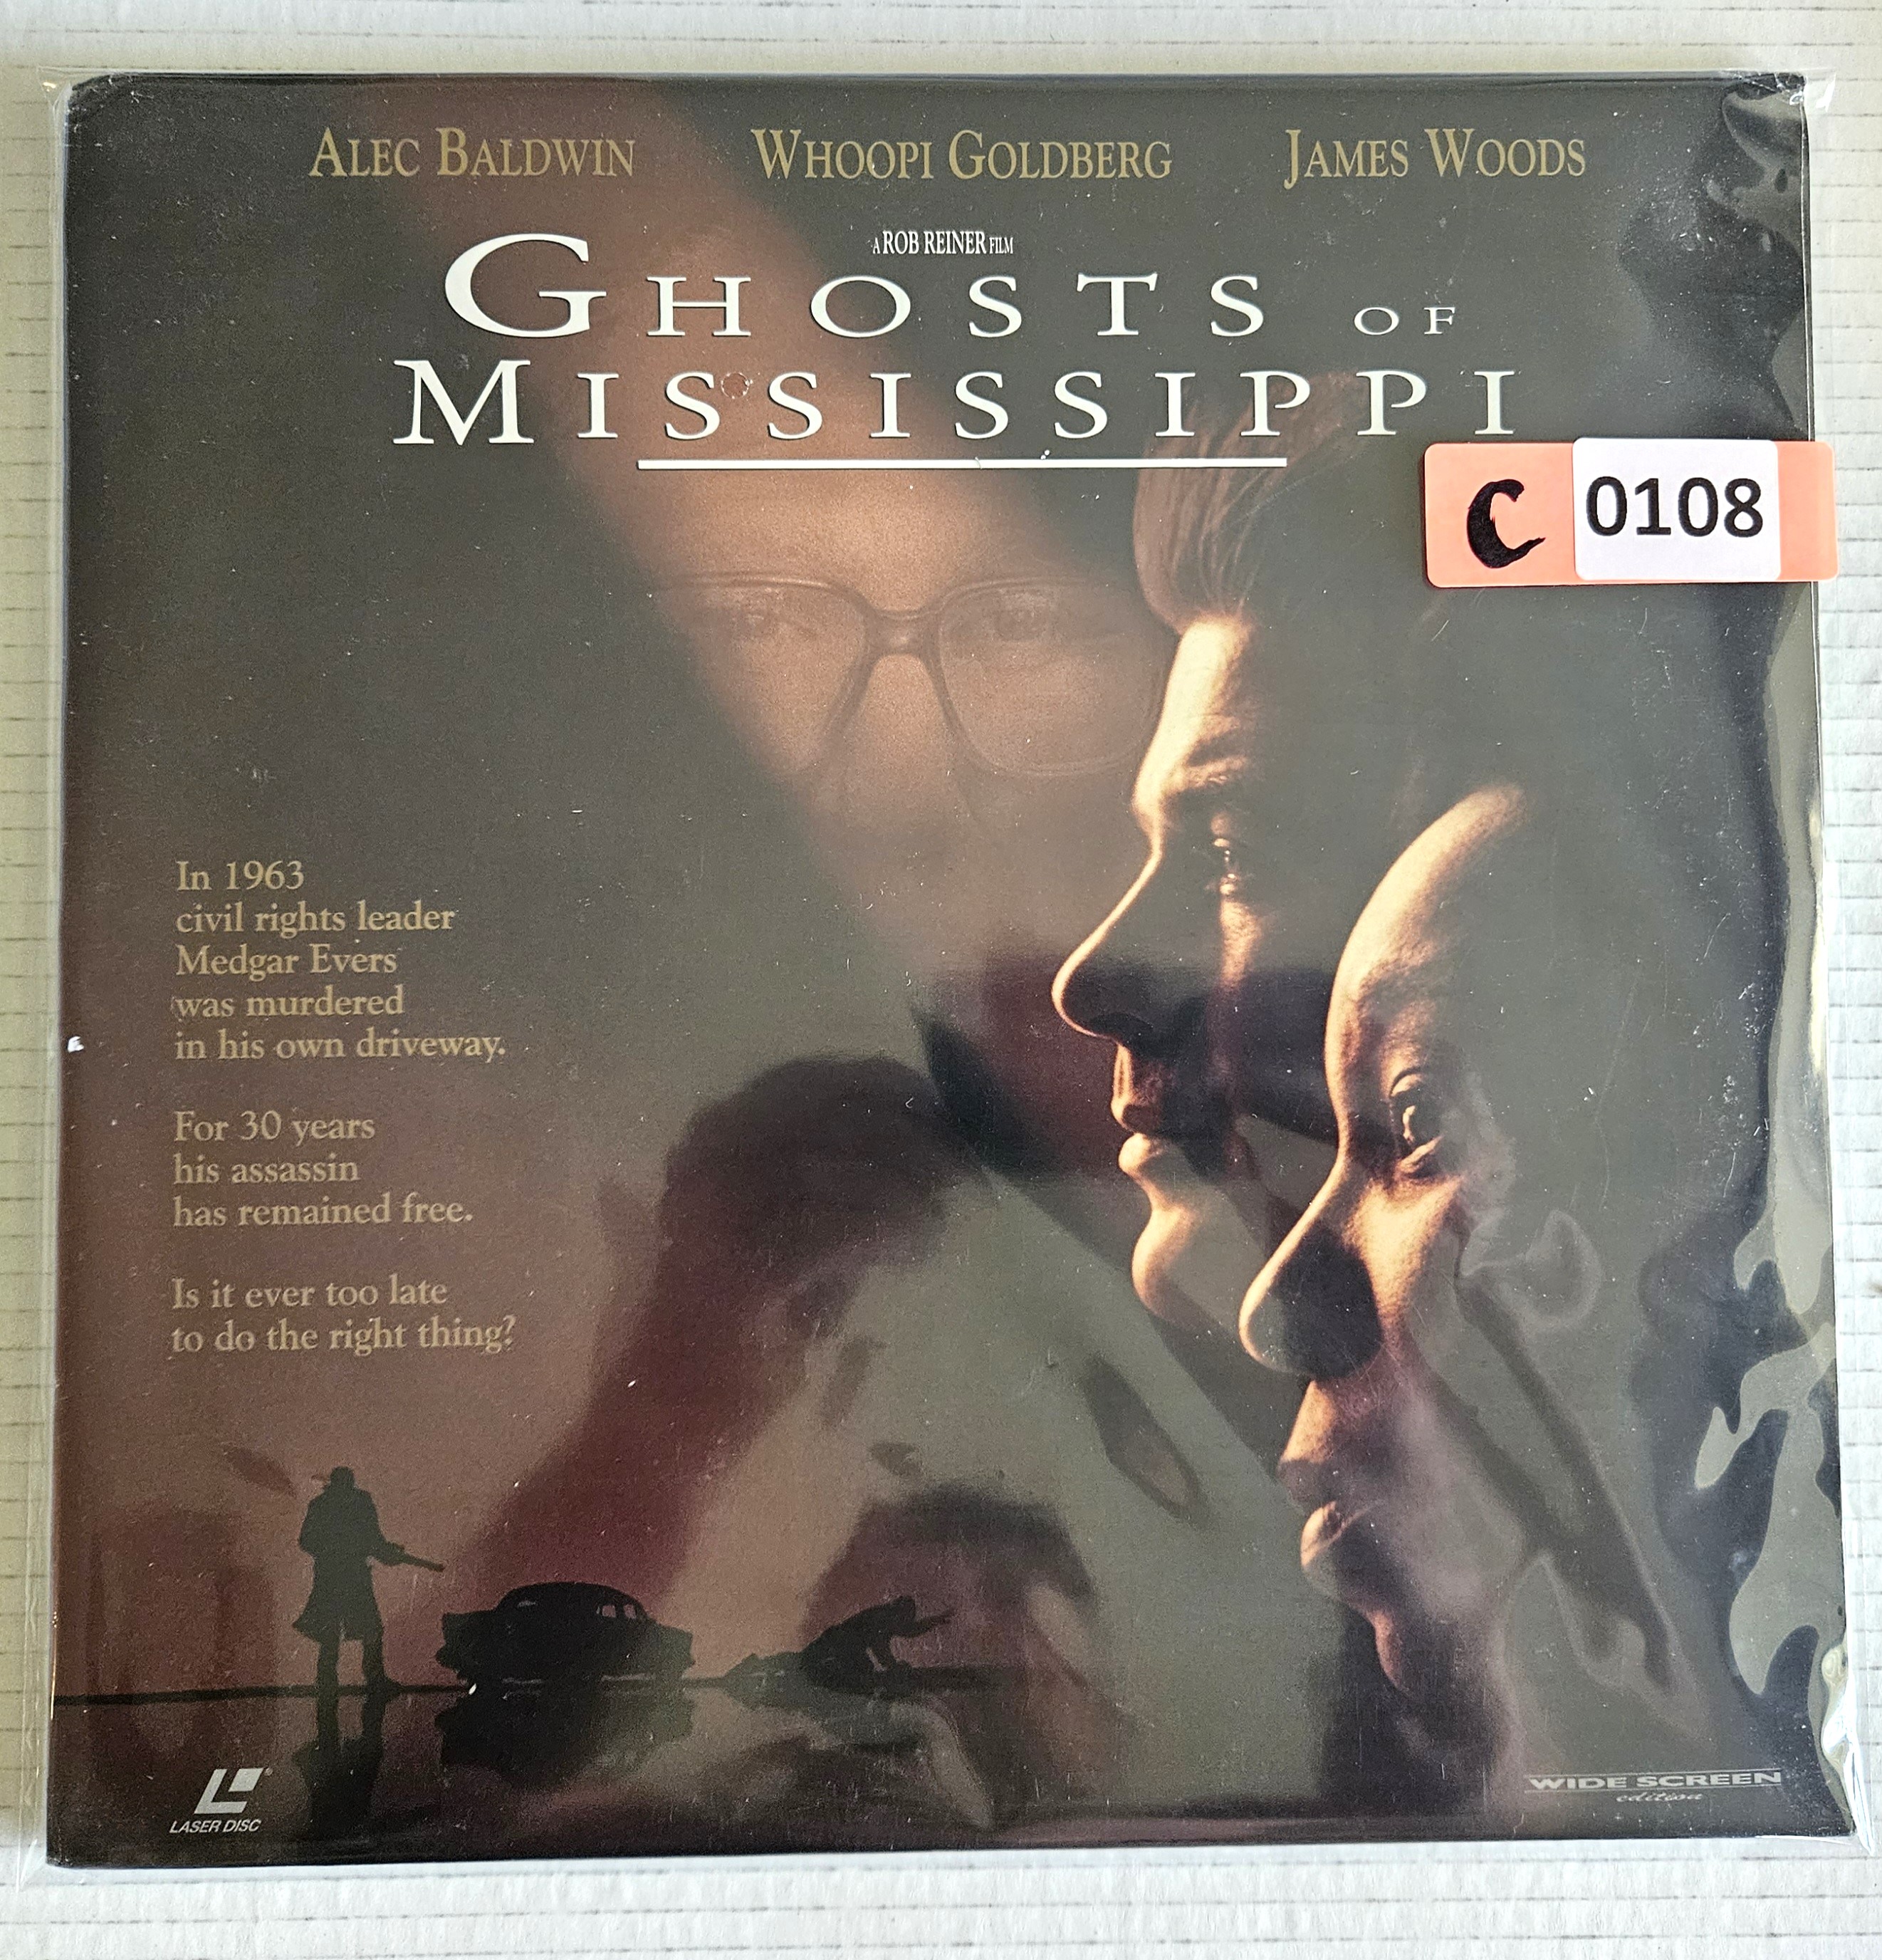 ALEC BALDWIN WHOOPI GOLDBERG JAMES WOODS
A ROB REINER FILM
GHOSTS OF
MISSISSIPPI
C 0108
In 1963
civil rights leader
Medgar Evers
was murdered
in his own driveway.
For 30 years
his assassin
has remained free.
Is it ever too late
to do the right thing?
LASER DISC
WIDE SCREEN
edition